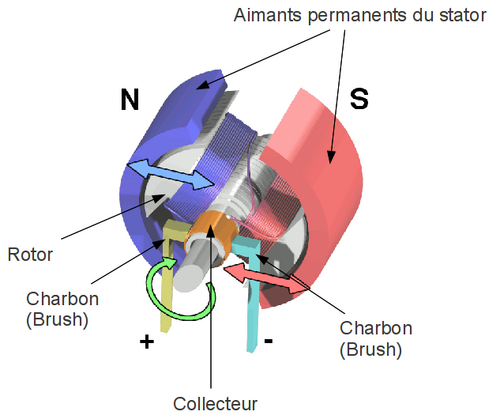 Aimants permanents du stator
N
S
Rotor
Charbon
(Brush)
Charbon
(Brush)
+
-
Collecteur